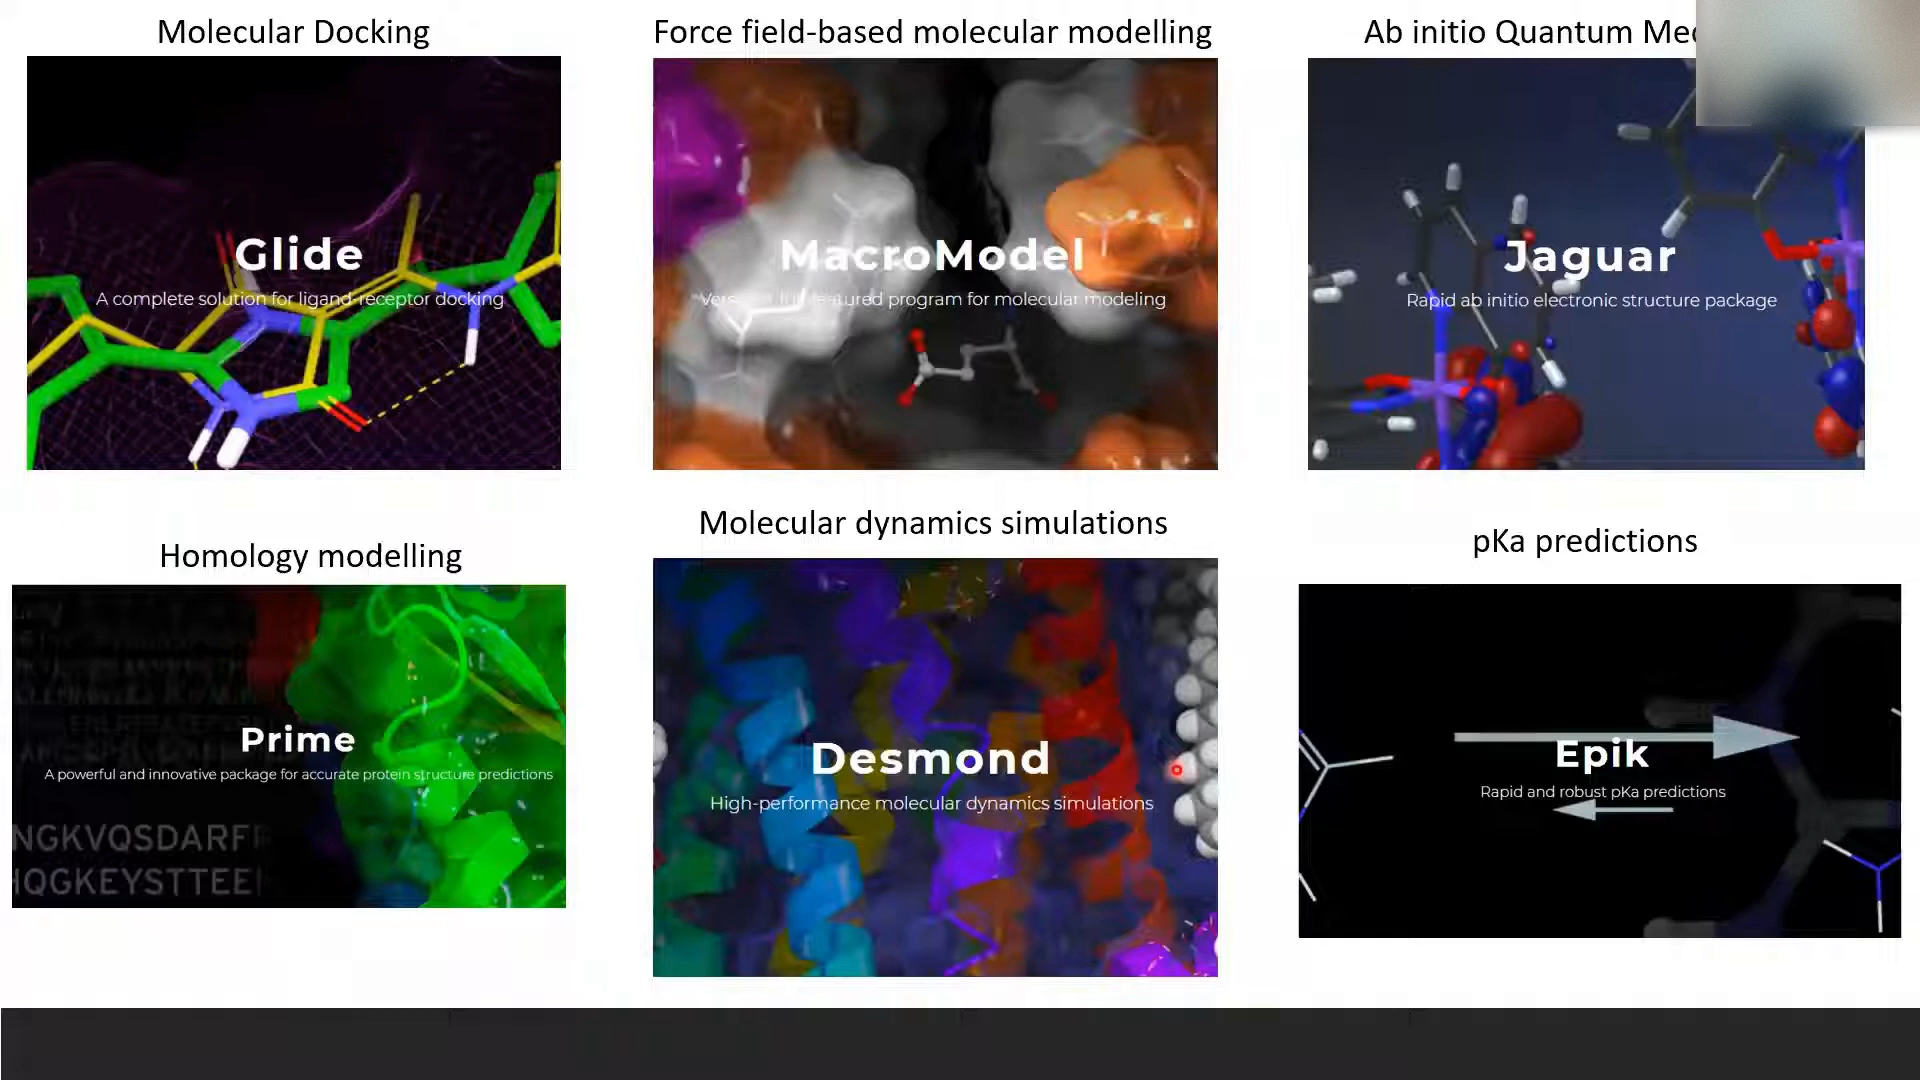 Molecular Docking
Force field-based molecular modelling
Ab initio Quantum
Glide
A complete solution for ligand-receptor docking
MacroModel
featured program for molecular modeling
Jaguar
Rapid ab initio electronic structure package
Homology modelling
Molecular dynamics simulations
pKa predictions
Prime
A powerful and innovative package for accurate protein structure predictions
NGKVQSDARF
HQGKEYSTTEE
Desmond
High-performance molecular dynamics simulations
Epik
Rapid and robust pKa predictions